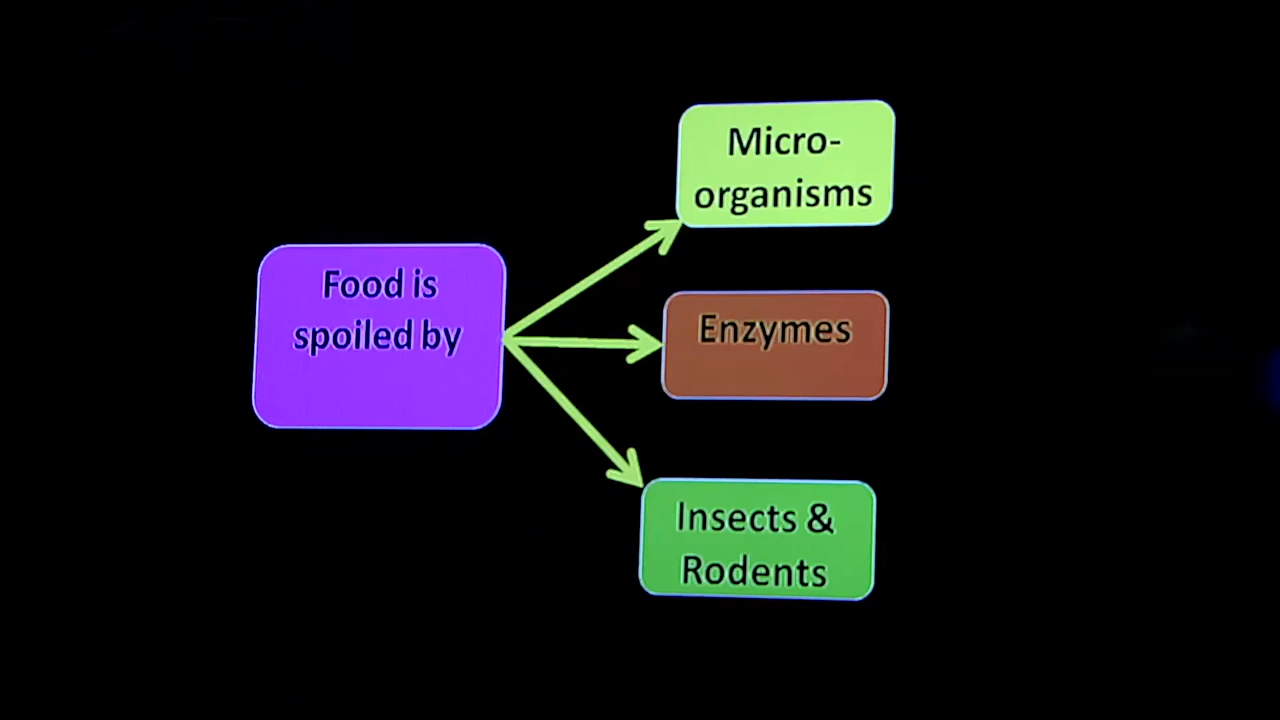 Food is
spoiled by
Micro-
organisms
Enzymes
Insects &
Rodents